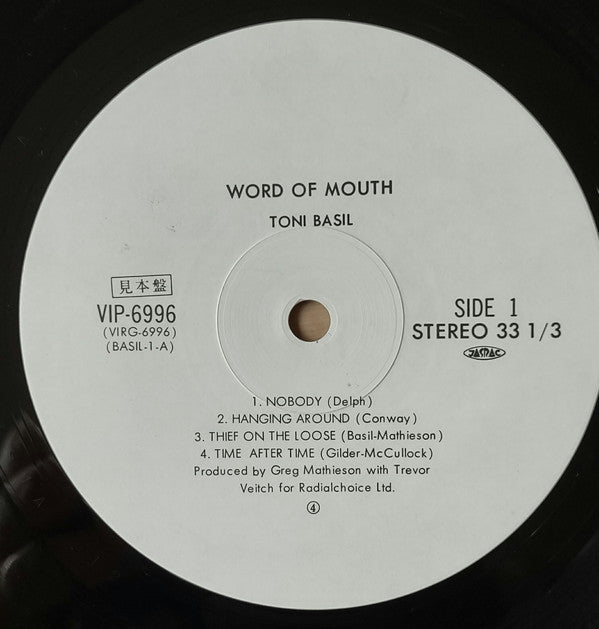 WORD OF MOUTH
TONI BASIL
見本盤
VIP-6996
(VIRG-6996)
(BASIL-1-A)
SIDE 1
STEREO 33 1/3
JASRAC
1. NOBODY (Delph)
2. HANGING AROUND (Conway)
3. THIEF ON THE LOOSE (Basil-Mathieson)
4. TIME AFTER TIME (Gilder-McCullock)
Produced by Greg Mathieson with Trevor
Veitch for Radialchoice Ltd.
④